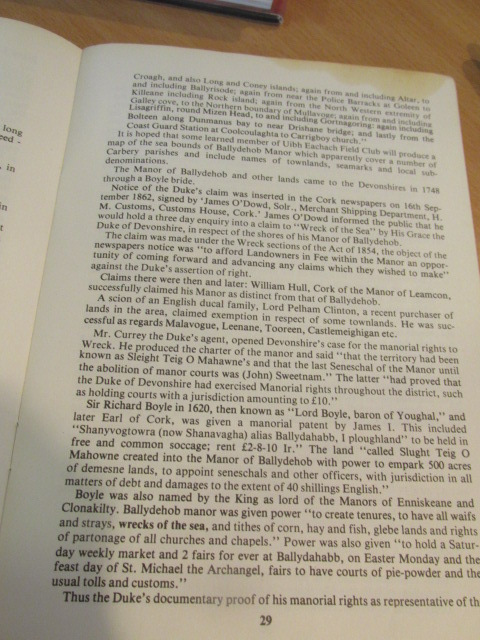 Croagh, and also Long and Coney islands; again from and including Altar, to
and including Ballyrisode; again from near the Police Barracks at Goleen to
Killeane including Rock island; again from the North Western extremity of
Galley cove, to the Northern boundary of Mullavoge; again from and including
Lisagriffin, round Mizen Head, to and including Gortnagoring: again including
Bolteen along Dunmanus bay to near Drishane bridge; and lastly from the
Coast Guard Station at Coolcoulaghta to Carrigboy church."
It is hoped that some learned member of Uibh Eachach Field Club will produce a
map of the sea bounds of Ballydehob Manor which apparently cover a number of
Carbery parishes and include names of townlands, seamarks and local sub-
denominations.
The Manor of Ballydehob and other lands came to the Devonshires in 1748
through a Boyle bride.
Notice of the Duke's claim was inserted in the Cork newspapers on 16th Sep-
tember 1862, signed by 'James O'Dowd, Solr., Merchant Shipping Department, H.
M. Customs, Customs House, Cork.' James O'Dowd informed the public that he
would hold a three day enquiry into a claim to "Wreck of the Sea" by His Grace the
Duke of Devonshire, in respect of the shores of his Manor of Ballydehob.
The claim was made under the Wreck sections of the Act of 1854, the object of the
newspapers notice was "to afford Landowners in Fee within the Manor an oppor-
tunity of coming forward and advancing any claims which they wished to make"
against the Duke's assertion of right.
Claims there were then and later: William Hull, Cork of the Manor of Leamcon,
successfully claimed his Manor as distinct from that of Ballydehob.
A scion of an English ducal family, Lord Pelham Clinton, a recent purchaser of
lands in the area, claimed exemption in respect of some townlands. He was suc-
cessful as regards Malavogue, Leenane, Tooreen, Castlemeighigan etc.
Mr. Currey the Duke's agent, opened Devonshire's case for the manorial rights to
Wreck. He produced the charter of the manor and said "that the territory had been
known as Sleight Teig O Mahawne's and that the last Seneschal of the Manor until
the abolition of manor courts was (John) Sweetnam." The latter "had proved that
the Duke of Devonshire had exercised Manorial rights throughout the district, such
as holding courts with a jurisdiction amounting to £10."
Sir Richard Boyle in 1620, then known as "Lord Boyle, baron of Youghal," and
later Earl of Cork, was given a manorial patent by James I. This included
"Shanyvogtowra (now Shanavagha) alias Ballydahabb, I ploughland" to be held in
free and common soccage; rent £2-8-10 Ir." The land "called Slught Teig O
Mahowne created into the Manor of Ballydehob with power to empark 500 acres
of demesne lands, to appoint seneschals and other officers, with jurisdiction in all
matters of debt and damages to the extent of 40 shillings English."
Boyle was also named by the King as lord of the Manors of Enniskeane and
Clonakilty. Ballydehob manor was given power "to create tenures, to have all waifs
and strays, wrecks of the sea, and tithes of corn, hay and fish, glebe lands and rights
of partonage of all churches and chapels." Power was also given "to hold a Satur-
day weekly market and 2 fairs for ever at Ballydahabb, on Easter Monday and the
feast day of St. Michael the Archangel, fairs to have courts of pie-powder and the
usual tolls and customs."
Thus the Duke's documentary proof of his manorial rights as representative of th
29
long
eed -
in
in
t